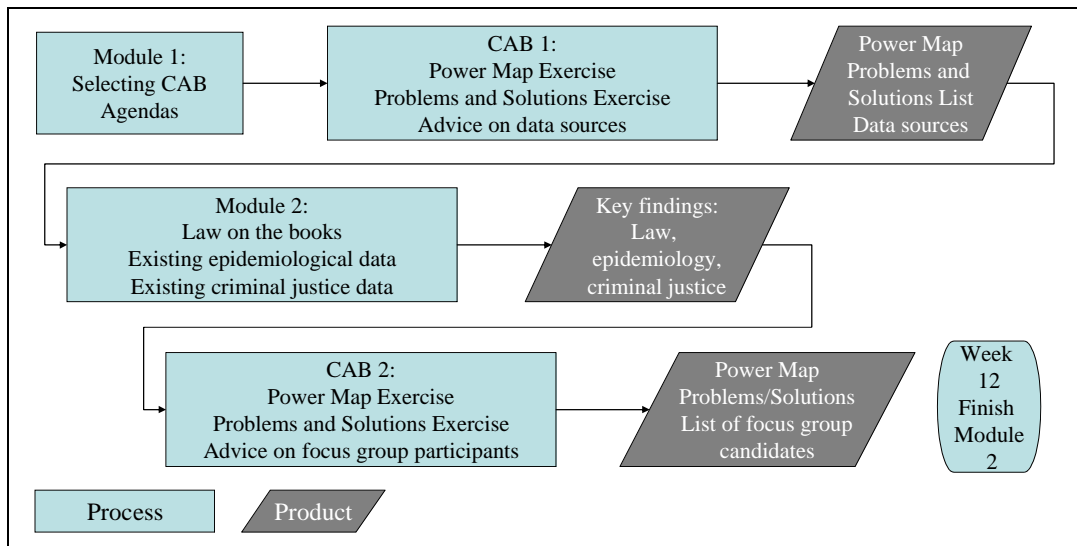 Module 1:
Selecting CAB
Agendas
CAB 1:
Power Map Exercise
Problems and Solutions Exercise
Advice on data sources
Power Map
Problems and
Solutions List
Data sources
Module 2:
Law on the books
Existing epidemiological data
Existing criminal justice data
Key findings:
Law,
epidemiology,
criminal justice
CAB 2:
Power Map Exercise
Problems and Solutions Exercise
Advice on focus group participants
Power Map
Problems/Solutions
List of focus group
candidates
Week
12
Finish
Module
2
Process
Product